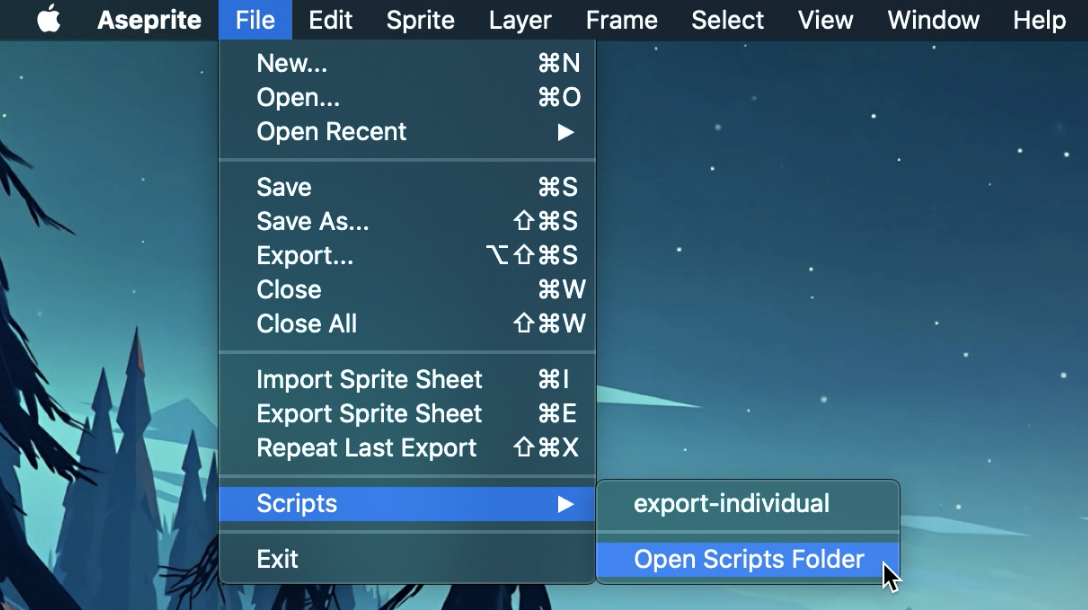 Aseprite File Edit Sprite Layer Frame Select View Window Help
New... ⌘N
Open... ⌘O
Open Recent ▶
Save ⌘S
Save As... ⇧⌘S
Export... ⌥⇧⌘S
Close ⌘W
Close All ⇧⌘W
Import Sprite Sheet ⌘I
Export Sprite Sheet ⌘E
Repeat Last Export ⇧⌘X
Scripts ▶ export-individual
Exit Open Scripts Folder